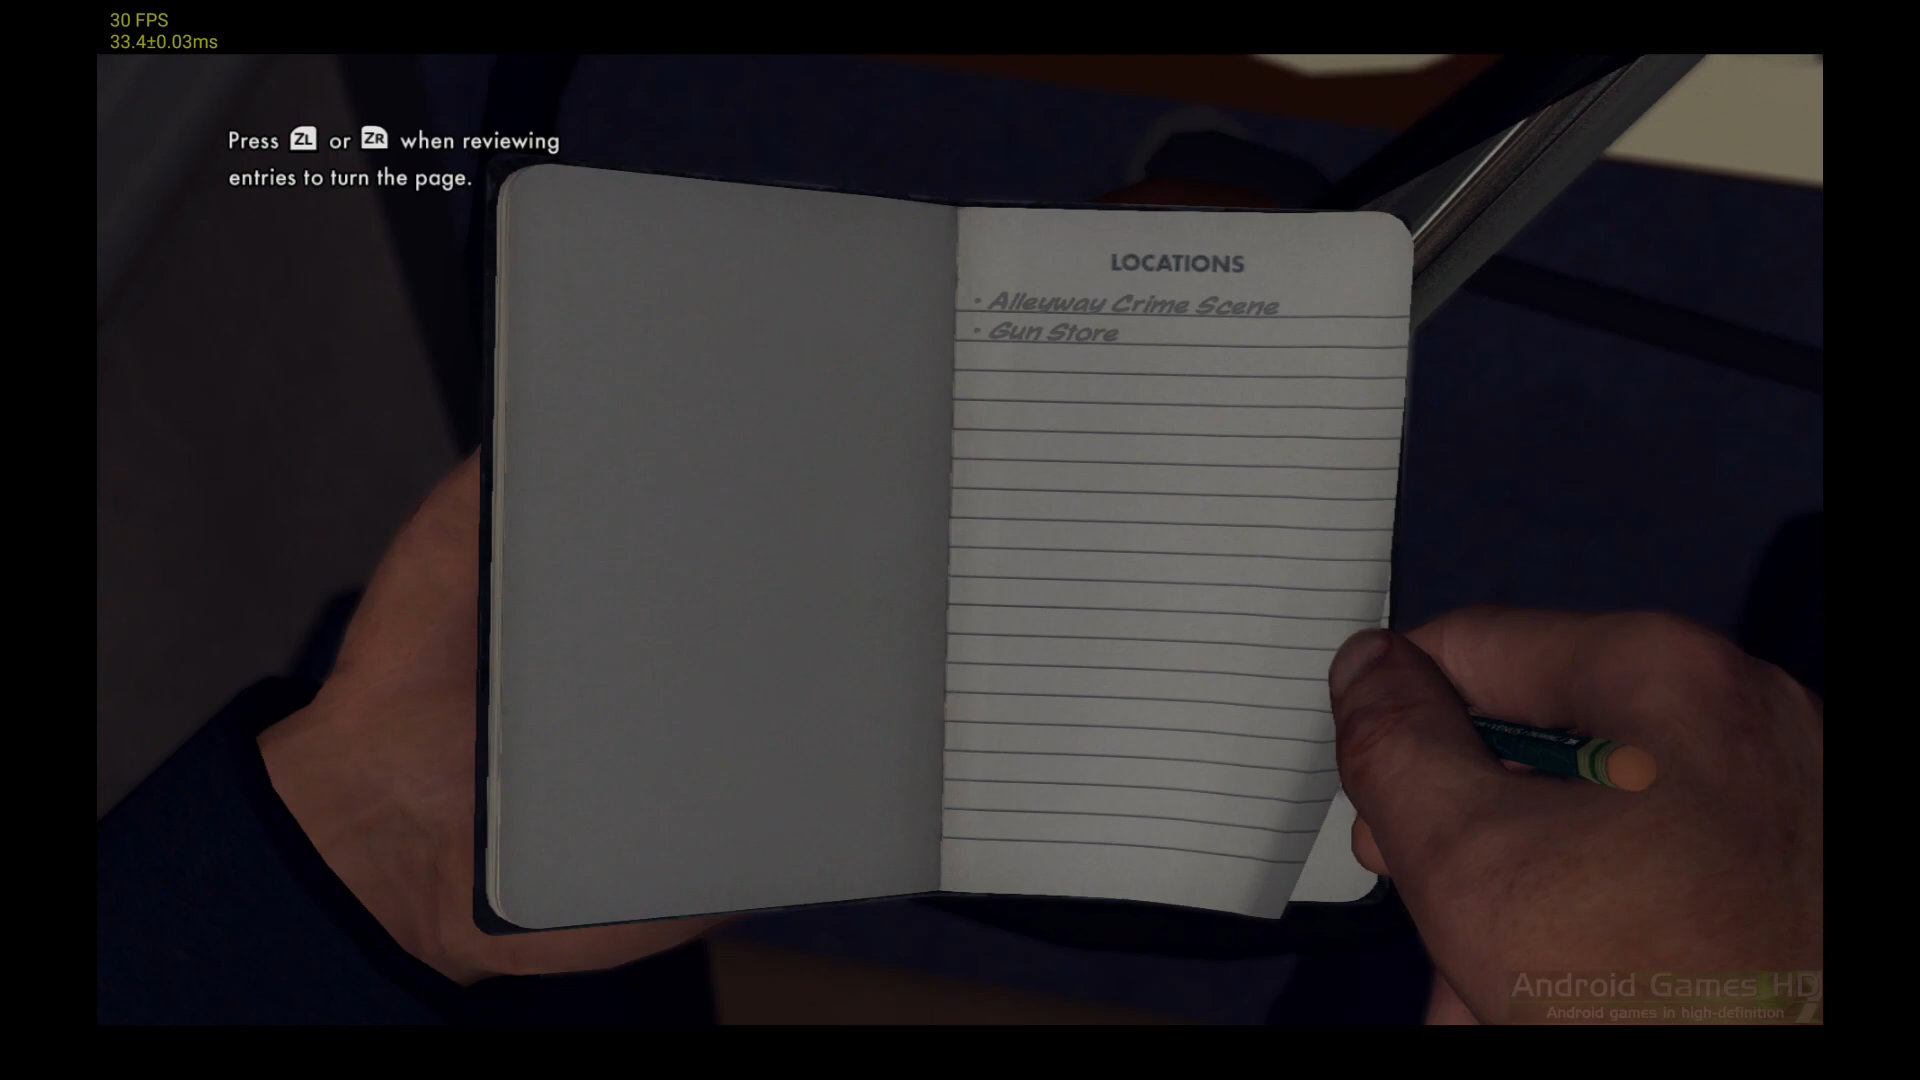 30 FPS
33.4±0.03ms
Press ZL or ZR when reviewing
entries to turn the page.
LOCATIONS
• Alleyway Crime Scene
• Gun Store
Android Games HD
Android games in high-definition